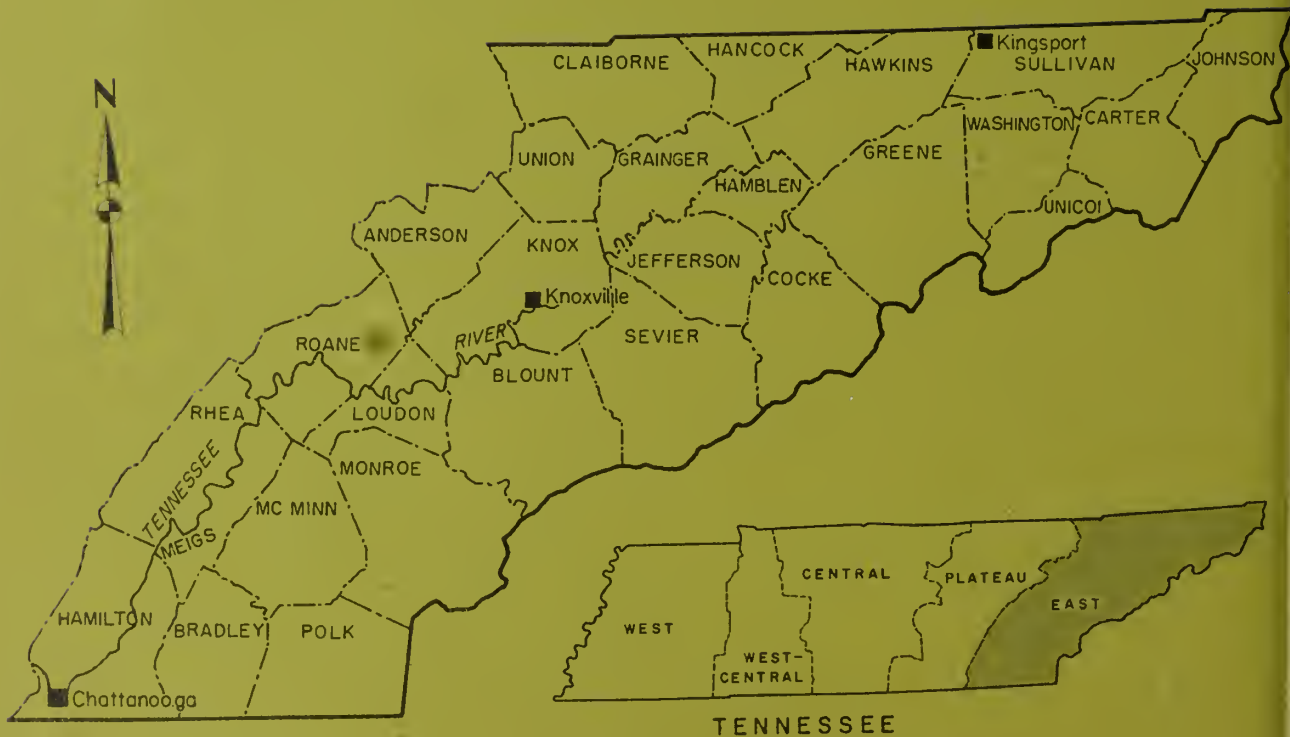 N
CLAIBORNE
HANCOCK
HAWKINS
Kingsport
SULLIVAN
JOHNSON
UNION
GRAINGER
HAMBLEN
GREENE
WASHINGTON
CARTER
UNICOI
ANDERSON
KNOX
JEFFERSON
COCKE
Knoxville
ROANE
RIVER
SEVIER
BLOUNT
RHEA
LOUDON
TENNESSEE
MONROE
MC MINN
MEIGS
HAMILTON
BRADLEY
POLK
Chattanooga
WEST
WEST-
CENTRAL
CENTRAL
PLATEAU
EAST
TENNESSEE